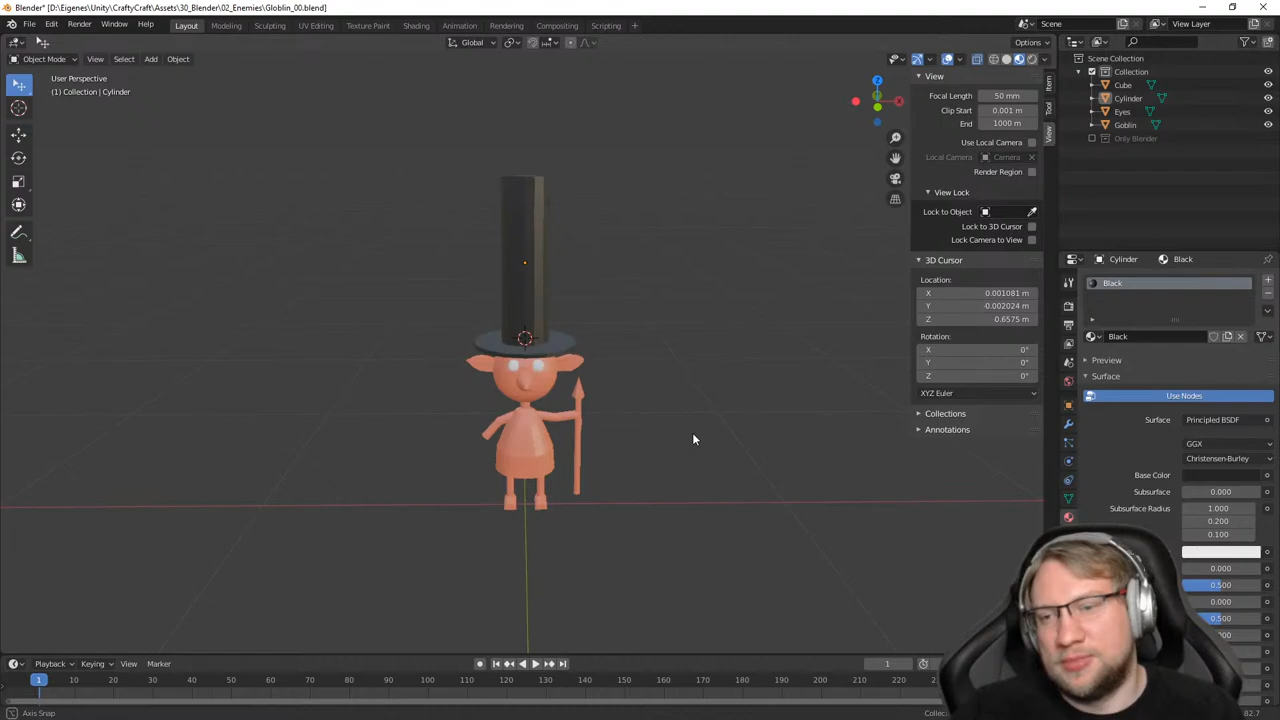 Blender* [D:\Eigenes\Unity\CraftyCraft\Assets\30_Blender\02_Enemies\Globlin_00.blend]
File Edit Render Window Help Layout Modeling Sculpting UV Editing Texture Paint Shading Animation Rendering Compositing Scripting + Scene View Layer
Global Options
Object Mode View Select Add Object
User Perspective
(1) Collection | Cylinder
Z
X
View
Focal Length 50 mm
Clip Start 0.001 m
End 1000 m
Use Local Camera
Local Camera Camera
Render Region
View Lock
Lock to Object
Lock to 3D Cursor
Lock Camera to View
3D Cursor
Location:
X 0.001081 m
Y -0.002024 m
Z 0.6575 m
Rotation:
X 0°
Y 0°
Z 0°
XYZ Euler
Collections
Annotations
Item
Tool
View
Scene Collection
Collection
Cube
Cylinder
Eyes
Goblin
Only Blender
Cylinder Black
Black
Black
Preview
Surface
Use Nodes
Surface Principled BSDF
GGX
Christensen-Burley
Base Color
Subsurface 0.000
Subsurface Radius 1.000
0.200
0.100
0.000
0.500
0.000
0.500
Playback Keying View Marker 1
1 10 20 30 40 50 60 70 80 90 100 110 120 130 140 150 160 170 180 190 200 210 220 230
Axis Snap
82.7